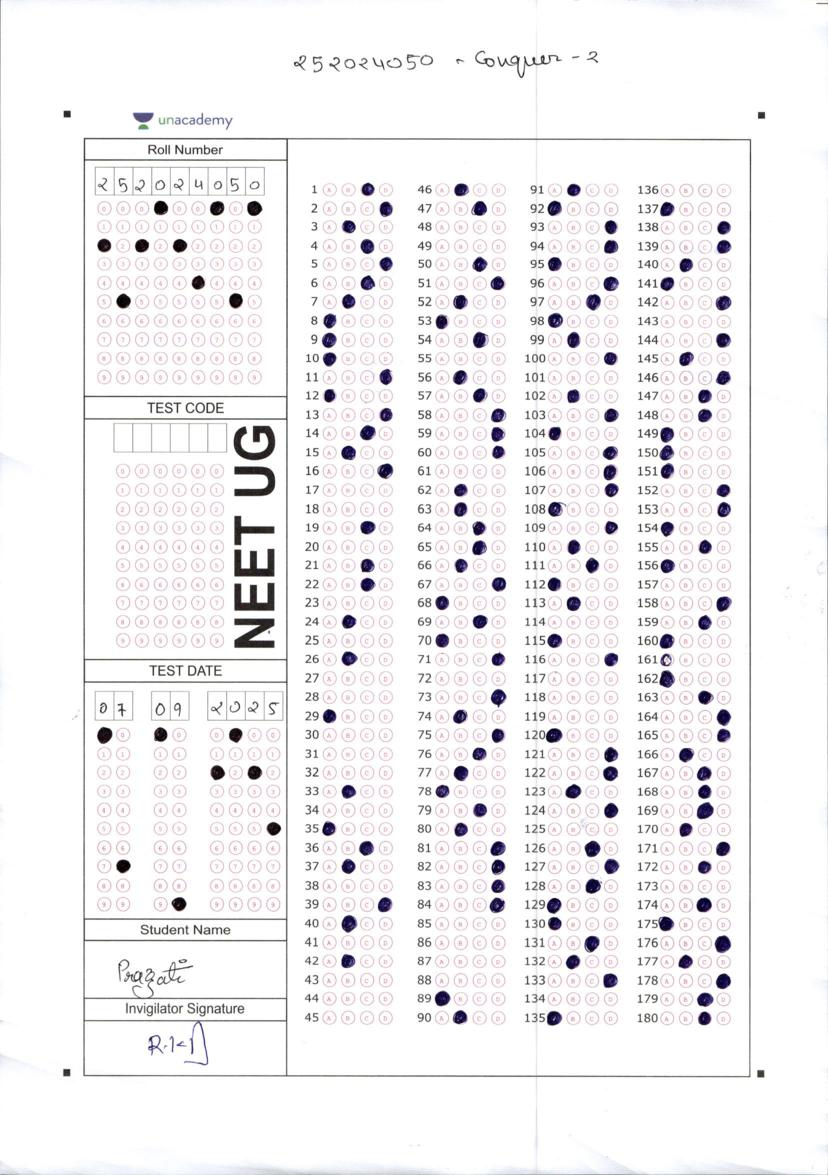 252024050 - Conquer - 2
unacademy
Roll Number
2 5 2 0 2 4 0 5 0
TEST CODE
NEET UG
TEST DATE
07 09 2025
Student Name
Pragati
Invigilator Signature
1 A B D 46 A C D 91 A C D 136 A B C D
2 A B C 47 A B D 92 B C D 137 B C D
3 A C D 48 A B C D 93 A B C 138 A B C
4 A B D 49 A B C D 94 A B C 139 A B C
5 A B C 50 A B D 95 B C D 140 A C D
6 A B D 51 A B C 96 A B C 141 B C D
7 A C D 52 A C D 97 A B D 142 A B C
8 B C D 53 B C D 98 B C D 143 A B C D
9 B C D 54 A B D 99 A C D 144 A B C
10 B C D 55 A B C D 100 A B C 145 A C D
11 A B C 56 A C D 101 A B C D 146 A B C
12 B C D 57 A B D 102 A C D 147 A B D
13 A B C 58 A B C 103 A B C 148 A B D
14 A B D 59 A B C 104 B C D 149 B C D
15 A C D 60 A B C 105 A B C 150 B C D
16 A B C 61 A B C D 106 A B C 151 B C D
17 A B C D 62 A C D 107 A B C 152 A B C
18 A B C D 63 A C D 108 B C D 153 A B C
19 A B D 64 A B D 109 A B C 154 B C D
20 A B C D 65 A B D 110 A C D 155 A B D
21 A B D 66 A C D 111 A B D 156 B C D
22 A B D 67 A B C 112 B C D 157 A B C D
23 A B C D 68 B C D 113 A C D 158 A B C
24 A C D 69 A B D 114 A B C D 159 A B D
25 A B C D 70 B C D 115 B C D 160 B C D
26 A C D 71 A B C 116 A B C 161 B C D
27 A B C D 72 A B C D 117 A B C D 162 B C D
28 A B C D 73 A B C 118 A B C D 163 A B D
29 B C D 74 A C D 119 A B C D 164 A B C
30 A B C D 75 A B C 120 B C D 165 A B C
31 A B C D 76 A B D 121 A B C 166 A C D
32 A C D 77 A C D 122 A B C 167 A B D
33 A C D 78 B C D 123 A C D 168 A B D
34 A B C D 79 A B D 124 A B C 169 A B D
35 B C D 80 A C D 125 A B C D 170 A C D
36 A B D 81 A B C 126 A B D 171 A B C
37 A C D 82 A B C 127 A B C 172 A B D
38 A B C D 83 A B C 128 A B D 173 A B C D
39 A B C 84 A B C 129 B C D 174 A B D
40 A C D 85 A B C D 130 B C D 175 B C D
41 A B C D 86 A B C D 131 A B D 176 A B C
42 A C D 87 A B C D 132 A C D 177 A C D
43 A B C D 88 A B C D 133 A B C 178 A B C
44 A B C D 89 B C D 134 A B C D 179 A B D
45 A B C D 90 A C D 135 B C D 180 A B D